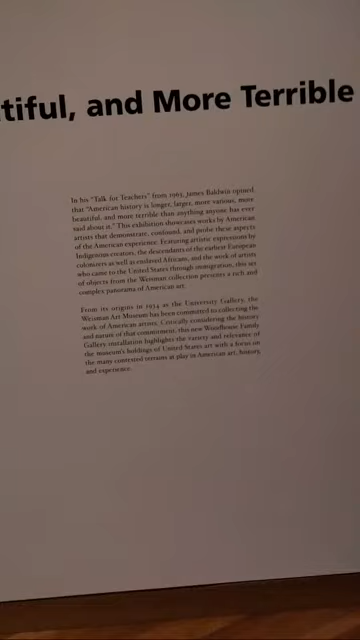 tiful, and More Terrible
In his "Talk for Teachers" from 1963, James Baldwin opined
that "American history is longer, larger, more various, more
beautiful, and more terrible than anything anyone has ever
said about it." This exhibition showcases works by American
artists that demonstrate, confound, and probe these aspects
of the American experience. Featuring artistic expressions by
Indigenous creators, the descendants of the earliest European
colonizers as well as enslaved Africans, and the work of artists
who came to the United States through immigration, this set
of objects from the Weisman collection presents a rich and
complex panorama of American art.
From its origins in 1934 as the University Gallery, the
Weisman Art Museum has been committed to collecting the
work of American artists. Critically considering the history
and nature of that commitment, this new Woodhouse Family
Gallery installation highlights the variety and relevance of
the museum's holdings of United States art with a focus on
the many contested terrains at play in American art, history,
and experience.